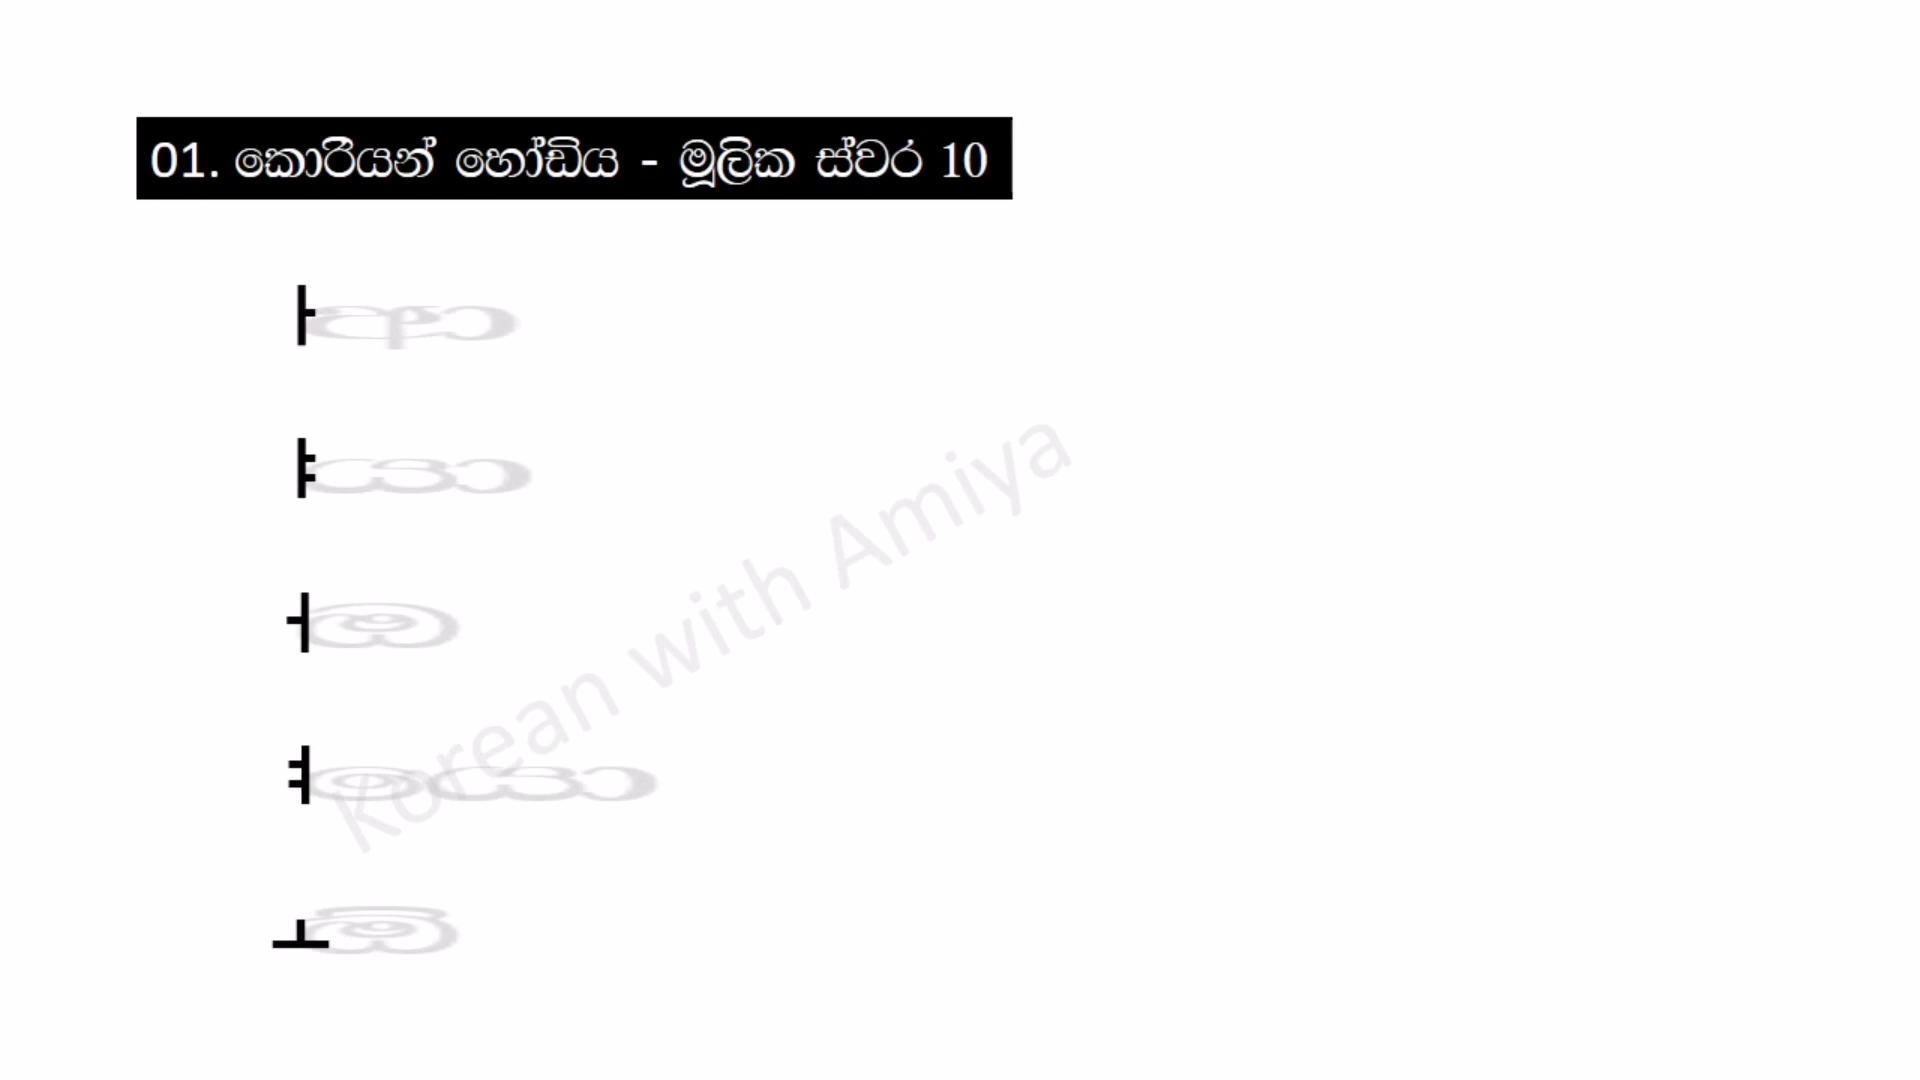 01. කොරියන් හෝඩිය - මූලික ස්වර 10
ㅏ අා
ㅑ යා
ㅓ ඔ
ㅕ යො
ㅗ ඕ
Korean with Amiya